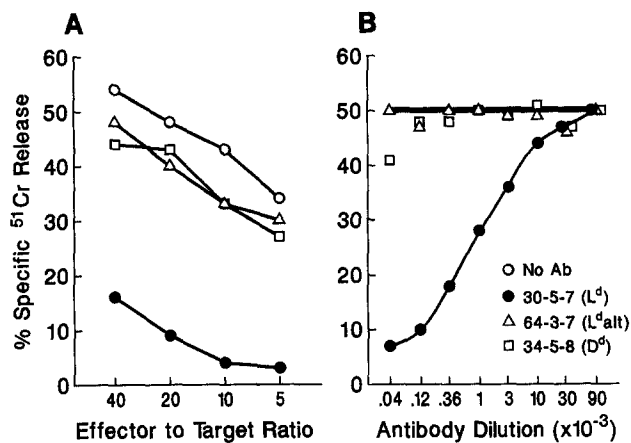 A
B
% Specific ⁵¹Cr Release
60
50
40
30
20
10
0
40 20 10 5
Effector to Target Ratio
60
50
40
30
20
10
0
No Ab
30-5-7 (Lᵈ)
64-3-7 (Lᵈalt)
34-5-8 (Dᵈ)
.04 .12 .36 1 3 10 30 90
Antibody Dilution (x10⁻³)